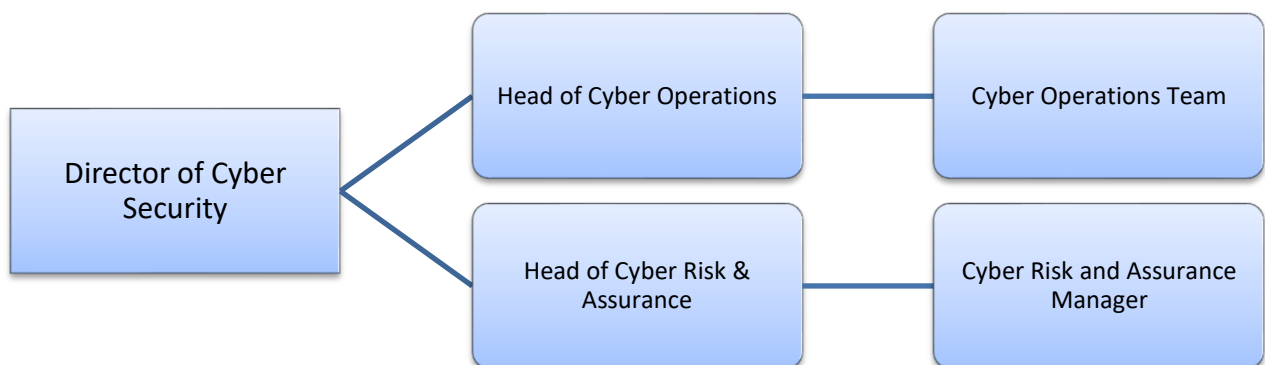 Director of Cyber
Security
Head of Cyber Operations
Cyber Operations Team
Head of Cyber Risk &
Assurance
Cyber Risk and Assurance
Manager